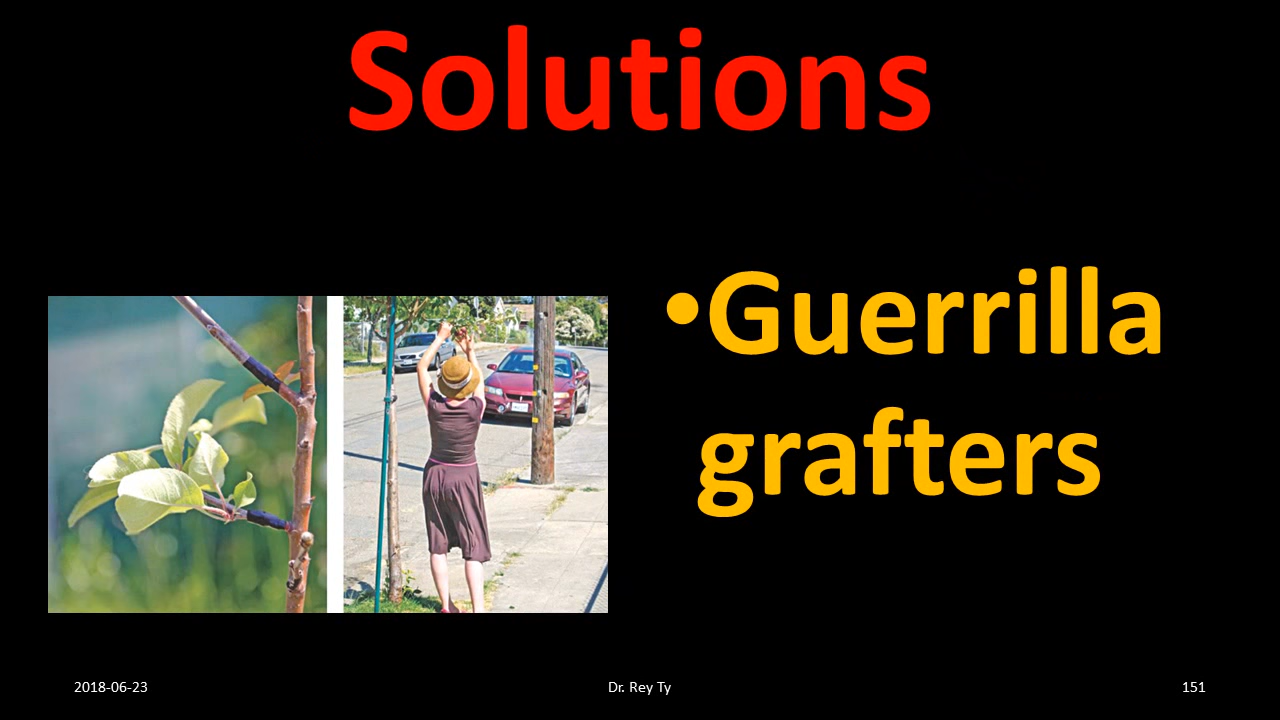 Solutions
•Guerrilla
grafters
2018-06-23
Dr. Rey Ty
151